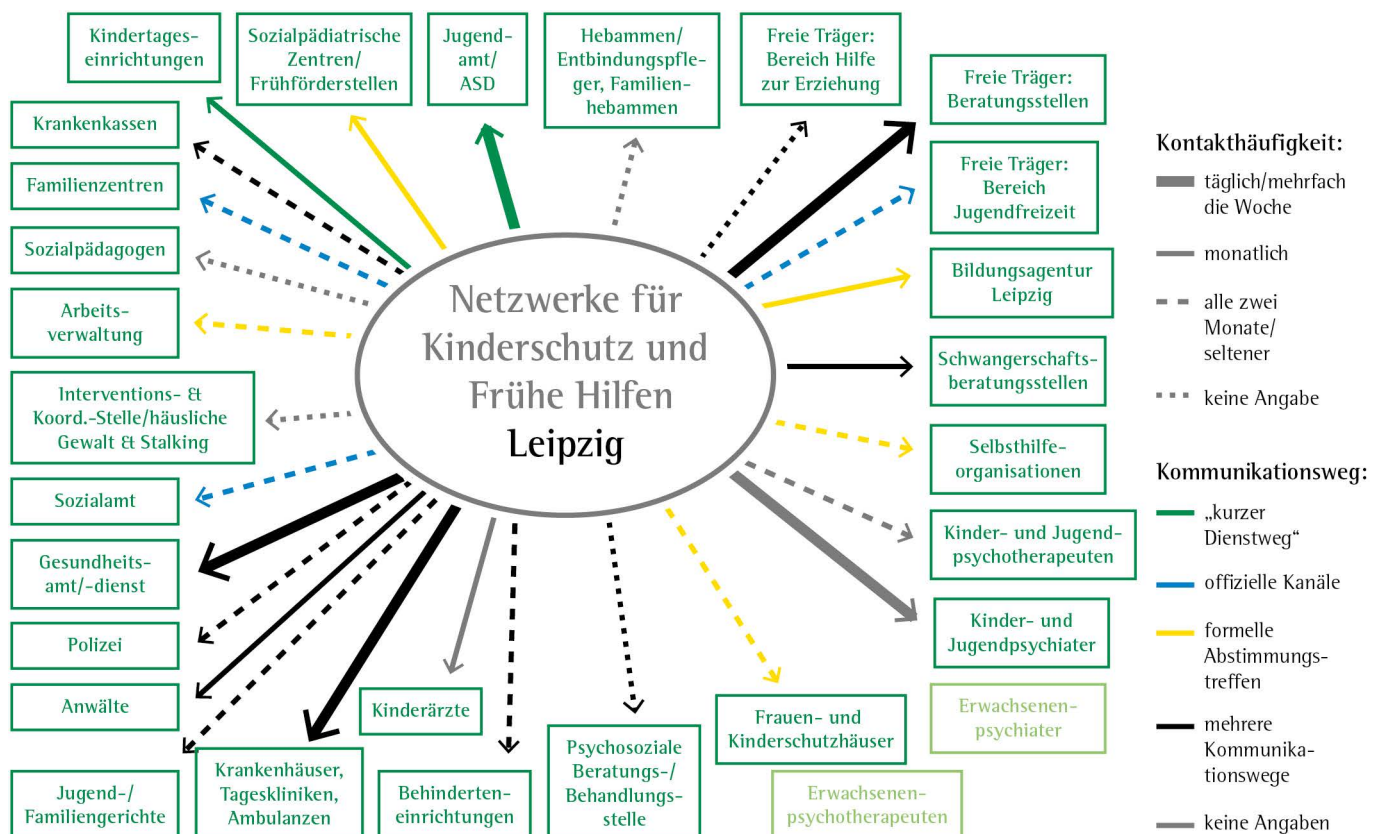 Kindertages-
einrichtungen
Sozialpädiatrische
Zentren/
Frühförderstellen
Jugend-
amt/
ASD
Hebammen/
Entbindungspfle-
ger, Familien-
hebammen
Freie Träger:
Bereich Hilfe
zur Erziehung
Freie Träger:
Beratungsstellen
Krankenkassen
Familienzentren
Sozialpädagogen
Arbeits-
verwaltung
Interventions- &
Koord.-Stelle/häusliche
Gewalt & Stalking
Sozialamt
Gesundheits-
amt/-dienst
Polizei
Anwälte
Jugend-/
Familiengerichte
Krankenhäuser,
Tageskliniken,
Ambulanzen
Kinderärzte
Behinderten-
einrichtungen
Psychosoziale
Beratungs-/
Behandlungs-
stelle
Frauen- und
Kinderschutzhäuser
Erwachsenen-
psychotherapeuten
Netzwerke für
Kinderschutz und
Frühe Hilfen
Leipzig
Freie Träger:
Bereich
Jugendfreizeit
Bildungsagentur
Leipzig
Schwangerschafts-
beratungsstellen
Selbsthilfe-
organisationen
Kinder- und Jugend-
psychotherapeuten
Kinder- und
Jugendpsychiater
Erwachsenen-
psychiater
Kontakthäufigkeit:
täglich/mehrfach
die Woche
monatlich
alle zwei
Monate/
seltener
keine Angabe
Kommunikationsweg:
„kurzer
Dienstweg“
offizielle Kanäle
formelle
Abstimmungs-
treffen
mehrere
Kommunika-
tionswege
keine Angaben